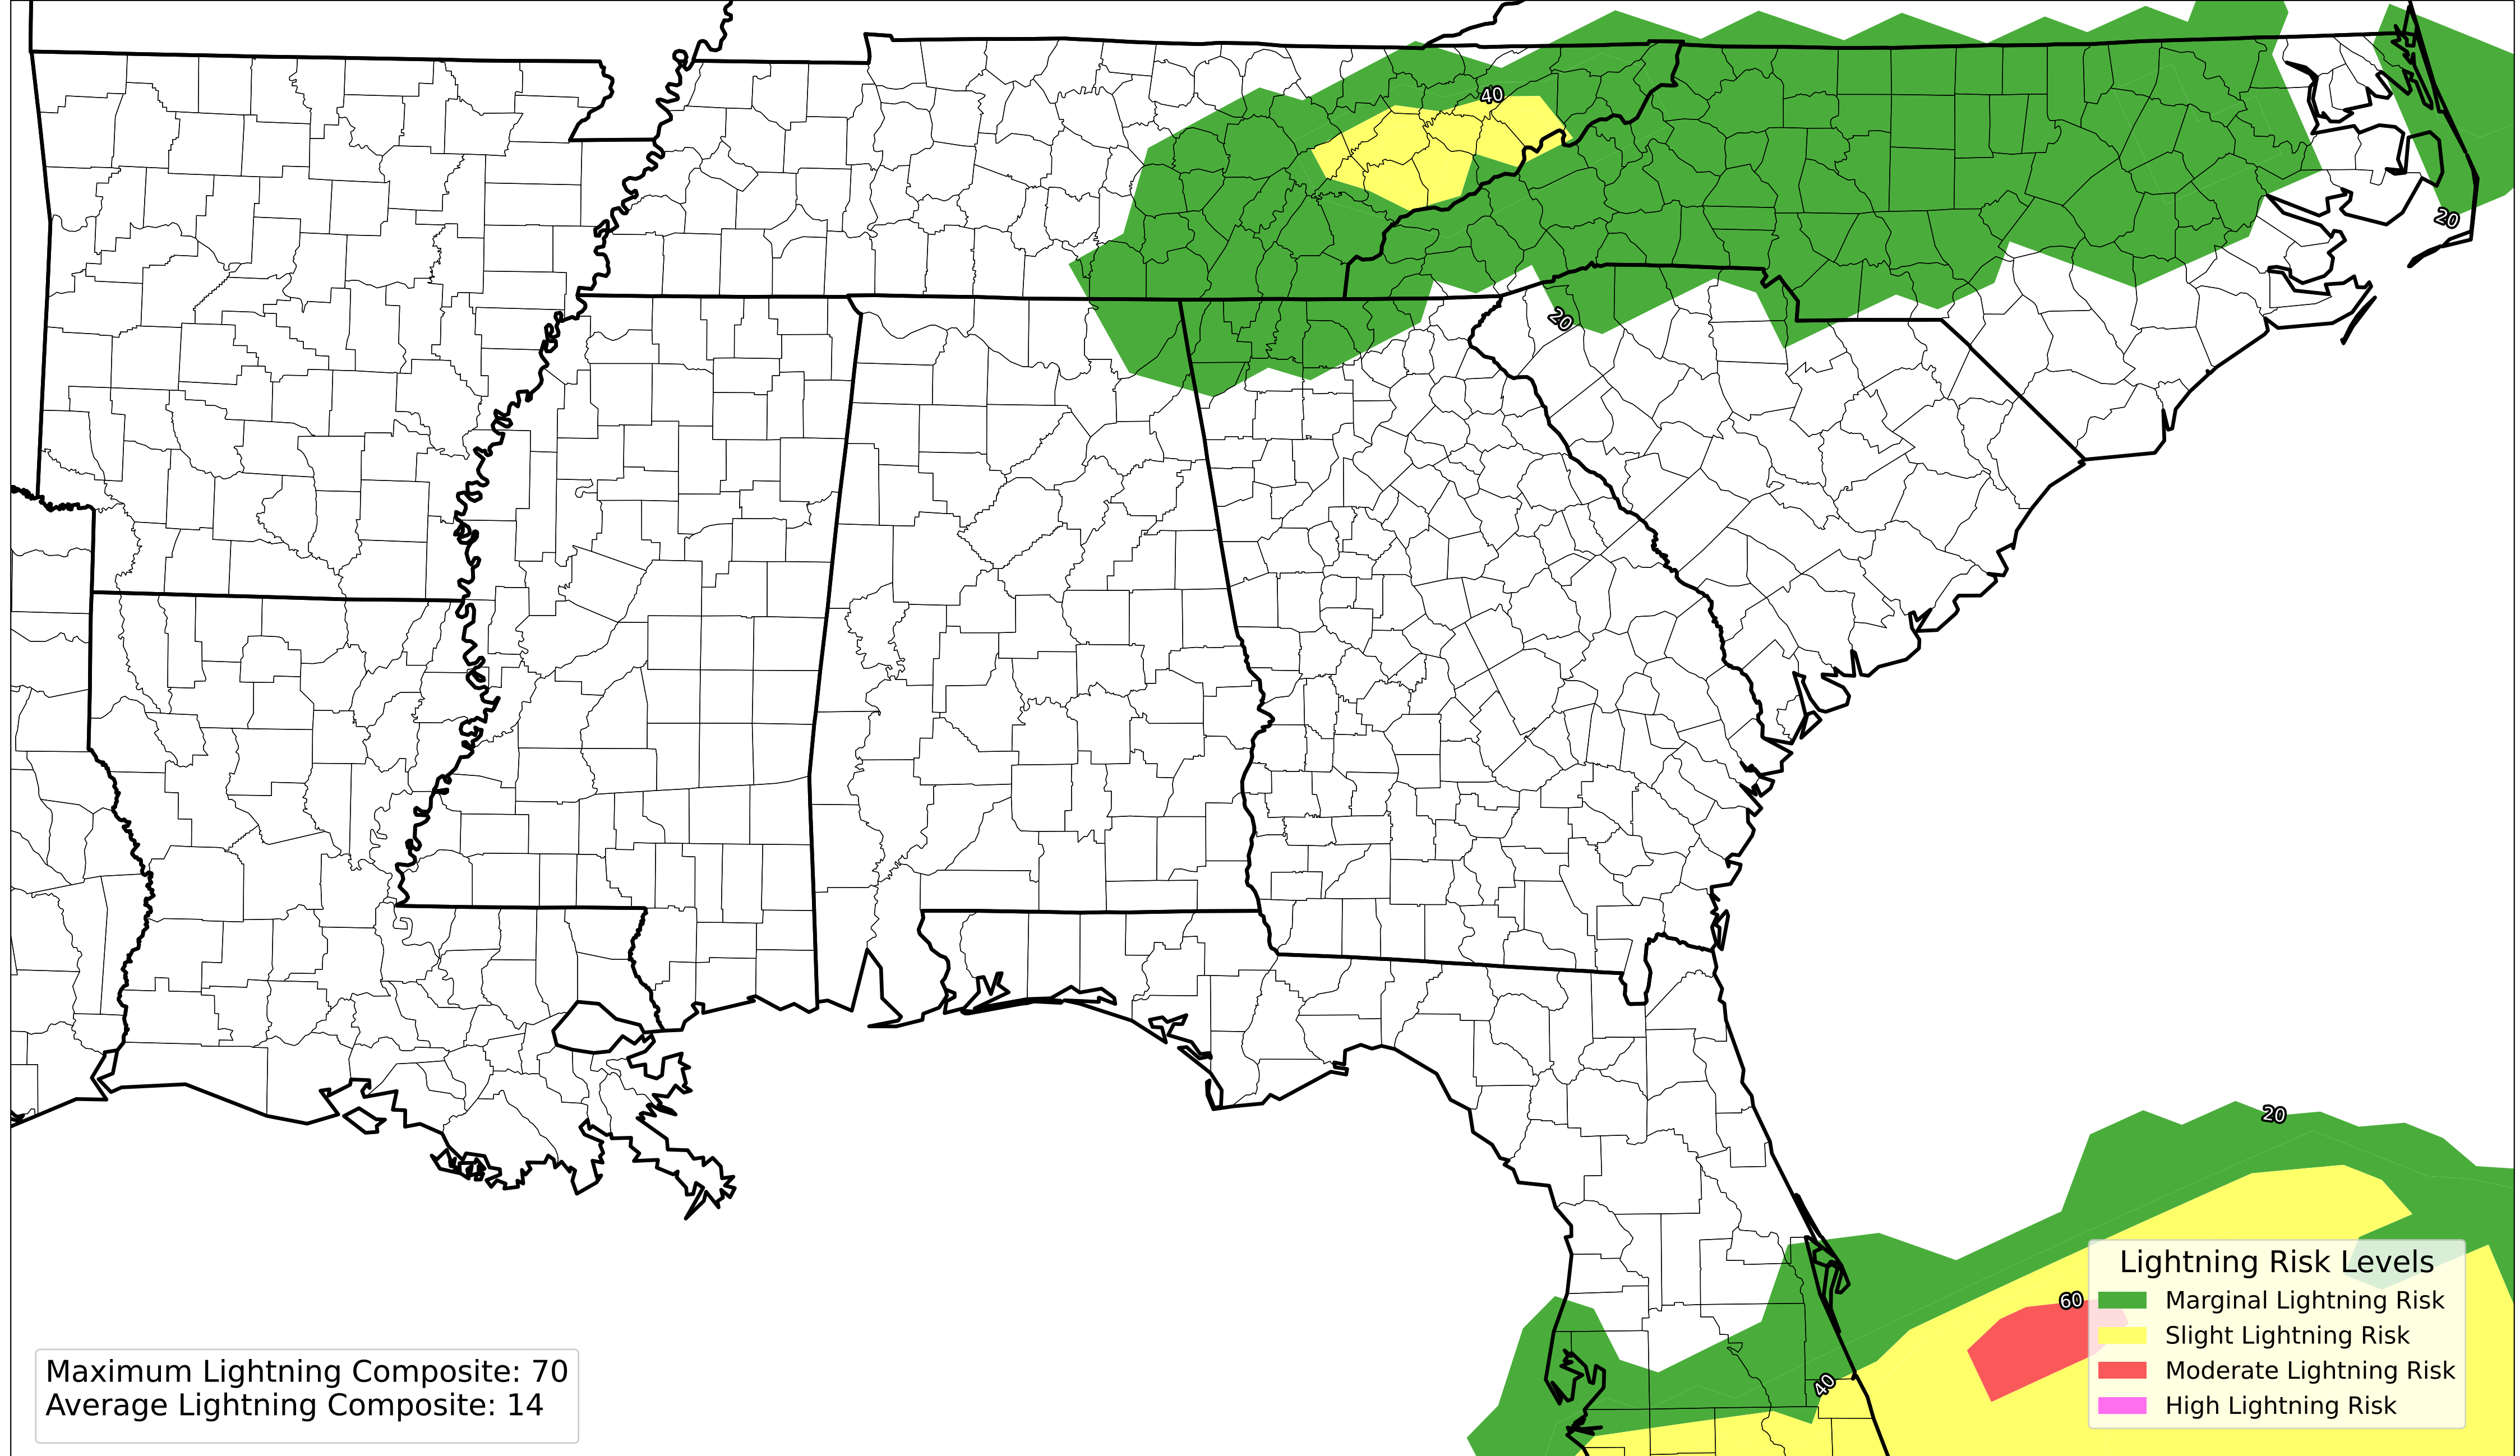 40
20
20
20
60
40
Lightning Risk Levels
Marginal Lightning Risk
Slight Lightning Risk
Moderate Lightning Risk
High Lightning Risk
Maximum Lightning Composite: 70
Average Lightning Composite: 14